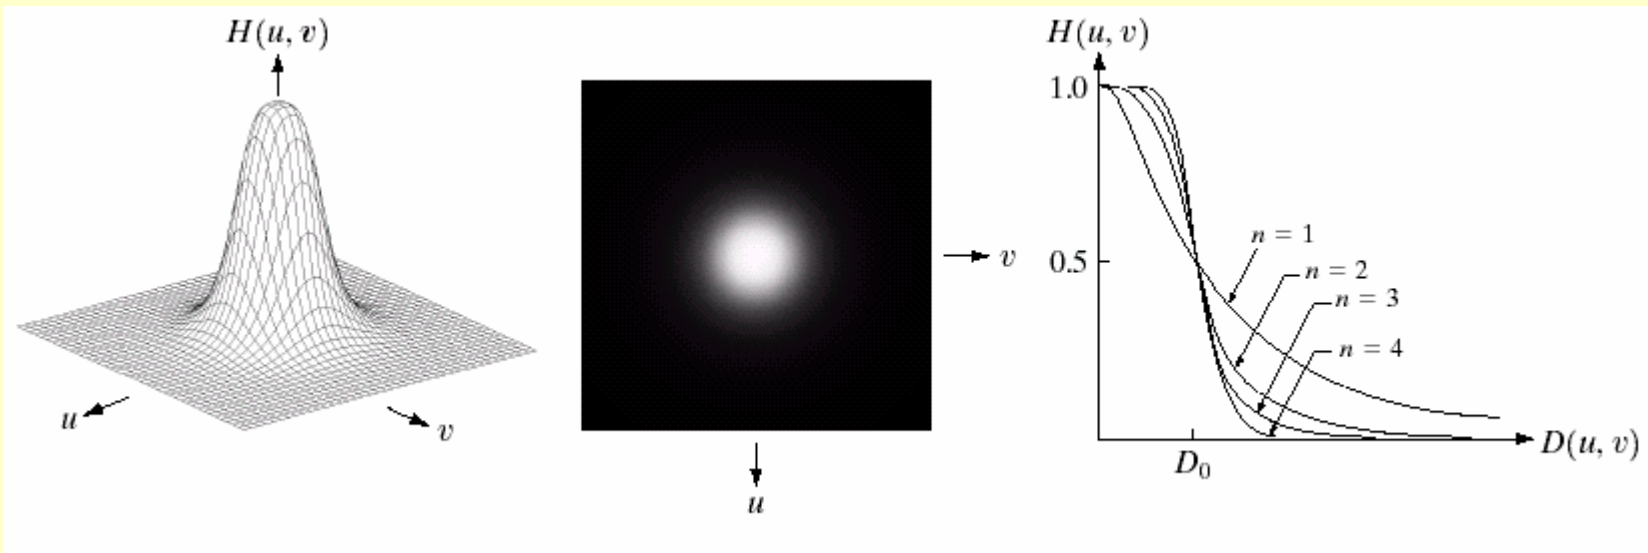 H(u, v)
u
v
v
u
H(u, v)
1.0
0.5
n = 1
n = 2
n = 3
n = 4
D₀
D(u, v)